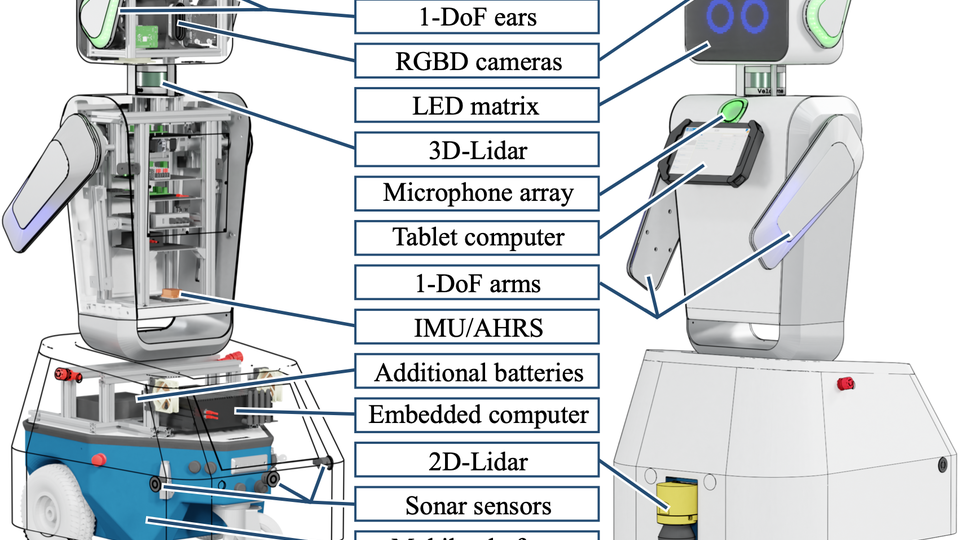 1-DoF ears
RGBD cameras
LED matrix
3D-Lidar
Microphone array
Tablet computer
1-DoF arms
IMU/AHRS
Additional batteries
Embedded computer
2D-Lidar
Sonar sensors